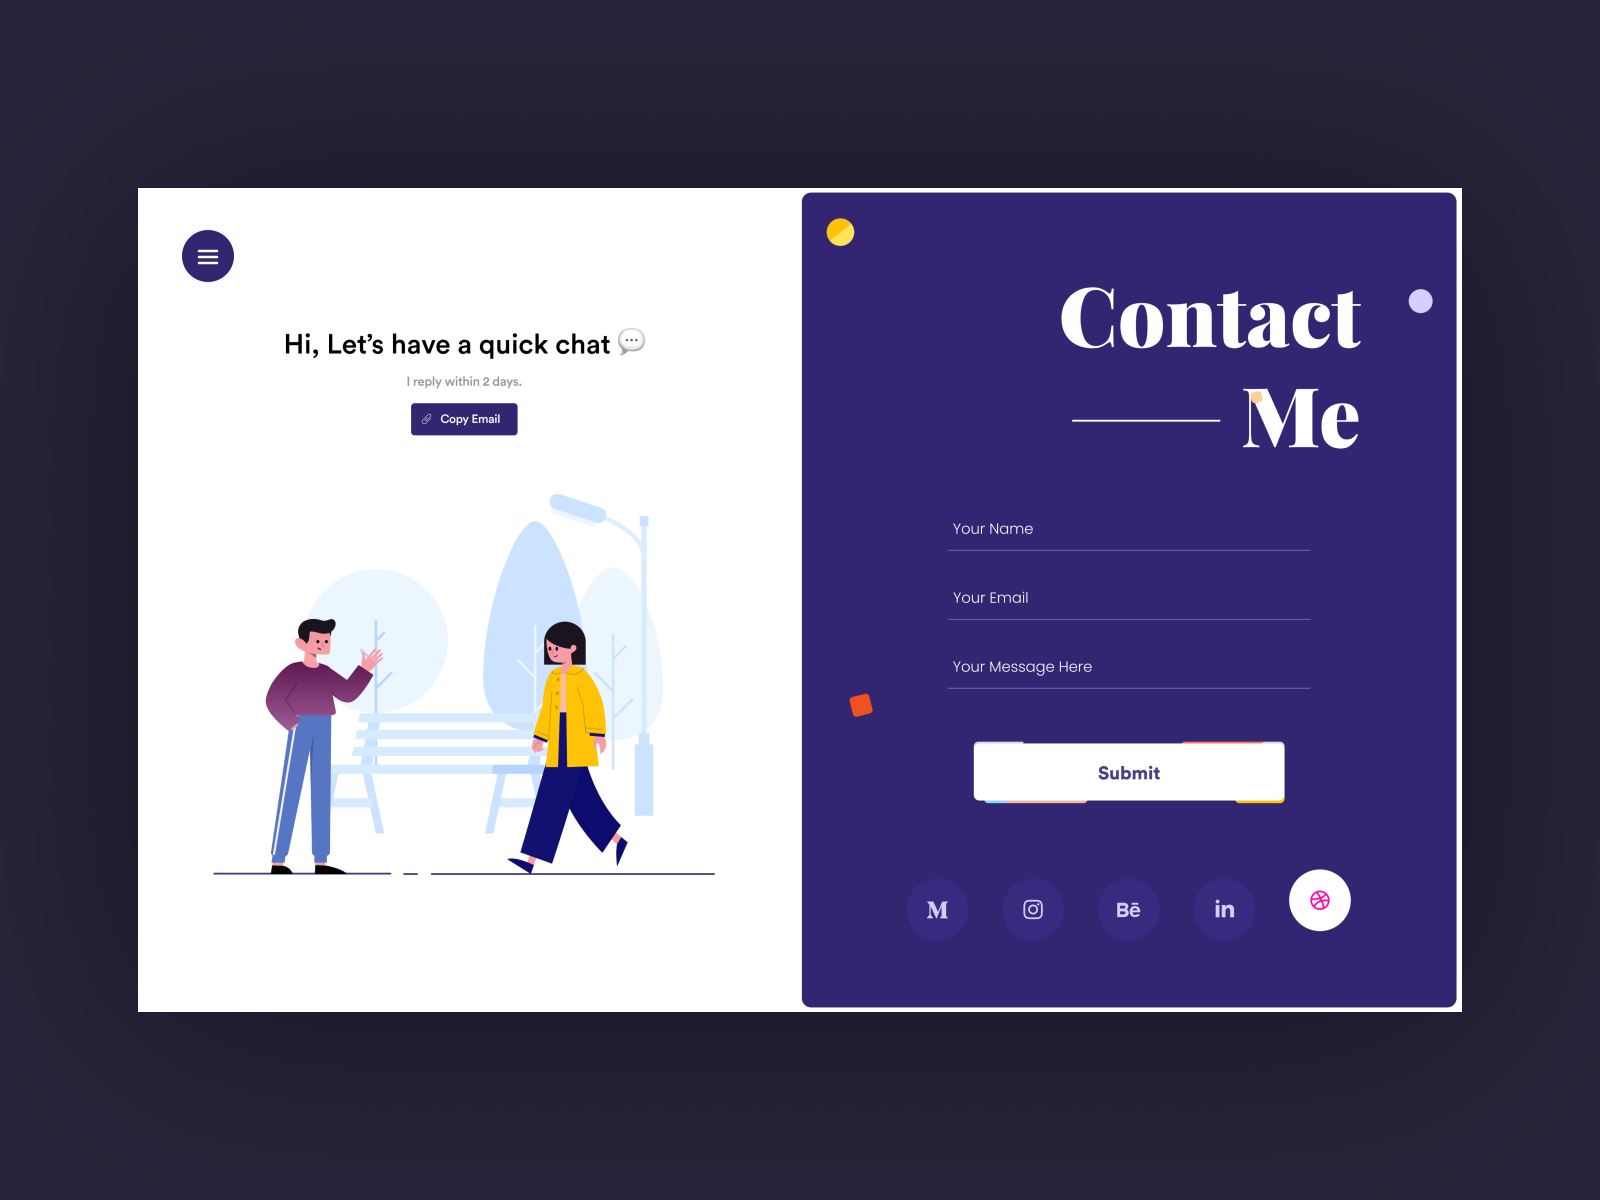 Hi, Let’s have a quick chat 💬
I reply within 2 days.
Copy Email
Contact
Me
Your Name
Your Email
Your Message Here
Submit
M
Bē
in